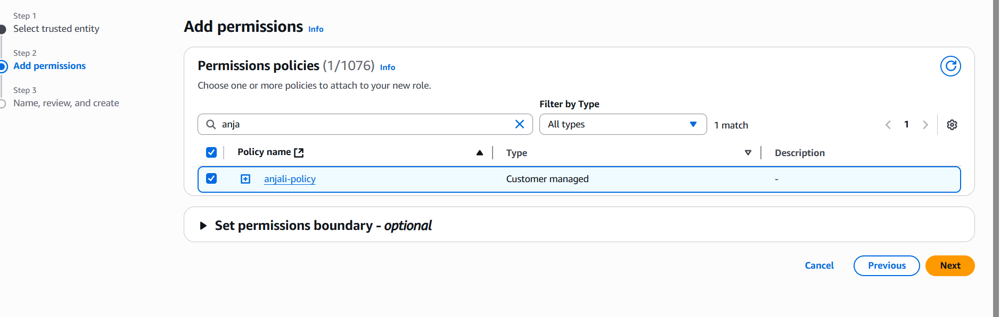 Step 1
Select trusted entity
Step 2
Add permissions
Step 3
Name, review, and create
Add permissions Info
Permissions policies (1/1076) Info
Choose one or more policies to attach to your new role.
Filter by Type
anja
All types
1 match
1
Policy name
Type
Description
anjali-policy
Customer managed
-
Set permissions boundary - optional
Cancel
Previous
Next